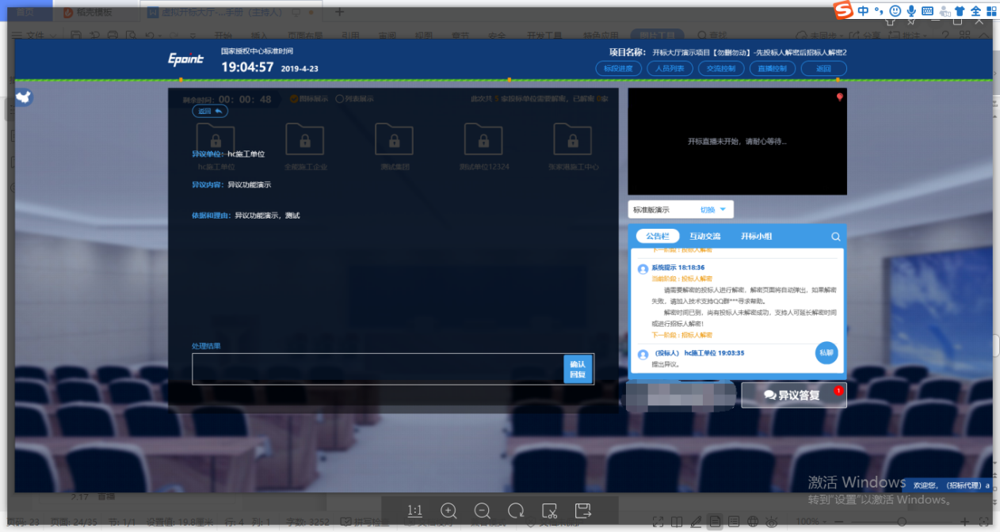 首页
稻壳模板
虚拟开标大厅-...手册（主持人）
中
全
文件
开始
插入
页面布局
引用
审阅
视图
章节
安全
开发工具
特色应用
图片工具
查找
未同步
分享
批注
Epoint
国家授权中心标准时间
19:04:57 2019-4-23
项目名称： 开标大厅演示项目【勿删勿动】-先投标人解密后招标人解密2
标段进度
人员列表
交流控制
直播控制
返回
剩余时间: 00: 00: 48
图标展示
列表展示
此次共 5 家投标单位需要解密，已解密 0家
返回
异议单位: hc施工单位
hc施工单位
全能施工企业
测试集团
测试单位12324
张家港施工中心
异议内容: 异议功能演示
依据和理由: 异议功能演示，测试
处理结果
确认
回复
开标直播未开始，请耐心等待...
标准版演示
切换
公告栏
互动交流
开标小组
下一阶段 : 投标人解密
系统提示 18:18:36
当前阶段 : 投标人解密
请需要解密的投标人进行解密，解密页面将自动弹出，如果解密
失败，请加入技术支持QQ群***寻求帮助。
解密时间已到，尚有投标人未解密成功，支持人可延长解密时间
或进行招标人解密!
下一阶段 : 招标人解密
（投标人） hc施工单位 19:03:35
提出异议。
私聊
异议答复
1
激活 Windows
转到"设置"以激活 Windows。
欢迎您，（招标代理）a
2.17 直播
1:1
页码: 23
页面: 24/35
节: 1/1
设置值: 19.8厘米
行: 4
列: 1
字数: 3252
拼写检查
100%